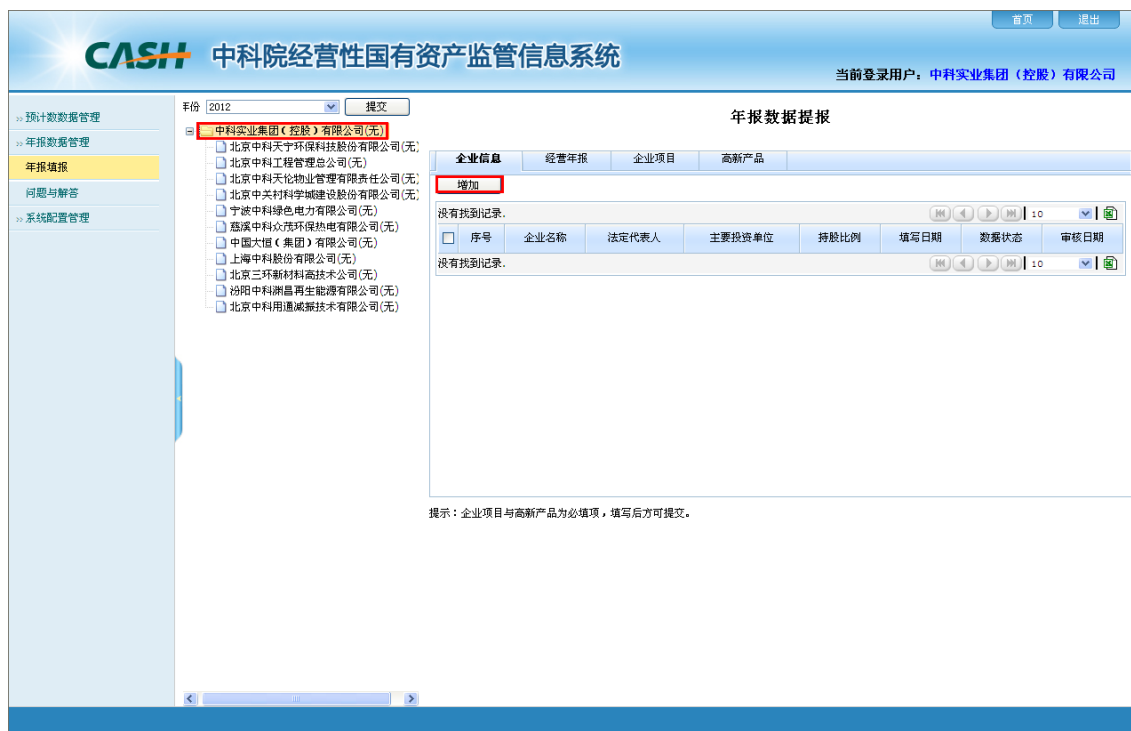 首页 退出
CASH 中科院经营性国有资产监管信息系统
当前登录用户：中科实业集团（控股）有限公司
预计数数据管理
年报数据管理
年报填报
问题与解答
系统配置管理
年份 2012 提交
中科实业集团（控股）有限公司(无)
北京中科天宁环保科技股份有限公司(无)
北京中科工程管理总公司(无)
北京中科天伦物业管理有限责任公司(无)
北京中关村科学城建设股份有限公司(无)
宁波中科绿色电力有限公司(无)
慈溪中科众茂环保热电有限公司(无)
中国大恒（集团）有限公司(无)
上海中科股份有限公司(无)
北京三环新材料高技术公司(无)
汾阳中科渊昌再生能源有限公司(无)
北京中科用通减振技术有限公司(无)
年报数据提报
企业信息 经营年报 企业项目 高新产品
增加
没有找到记录. 10
序号 企业名称 法定代表人 主要投资单位 持股比例 填写日期 数据状态 审核日期
没有找到记录. 10
提示：企业项目与高新产品为必填项，填写后方可提交。